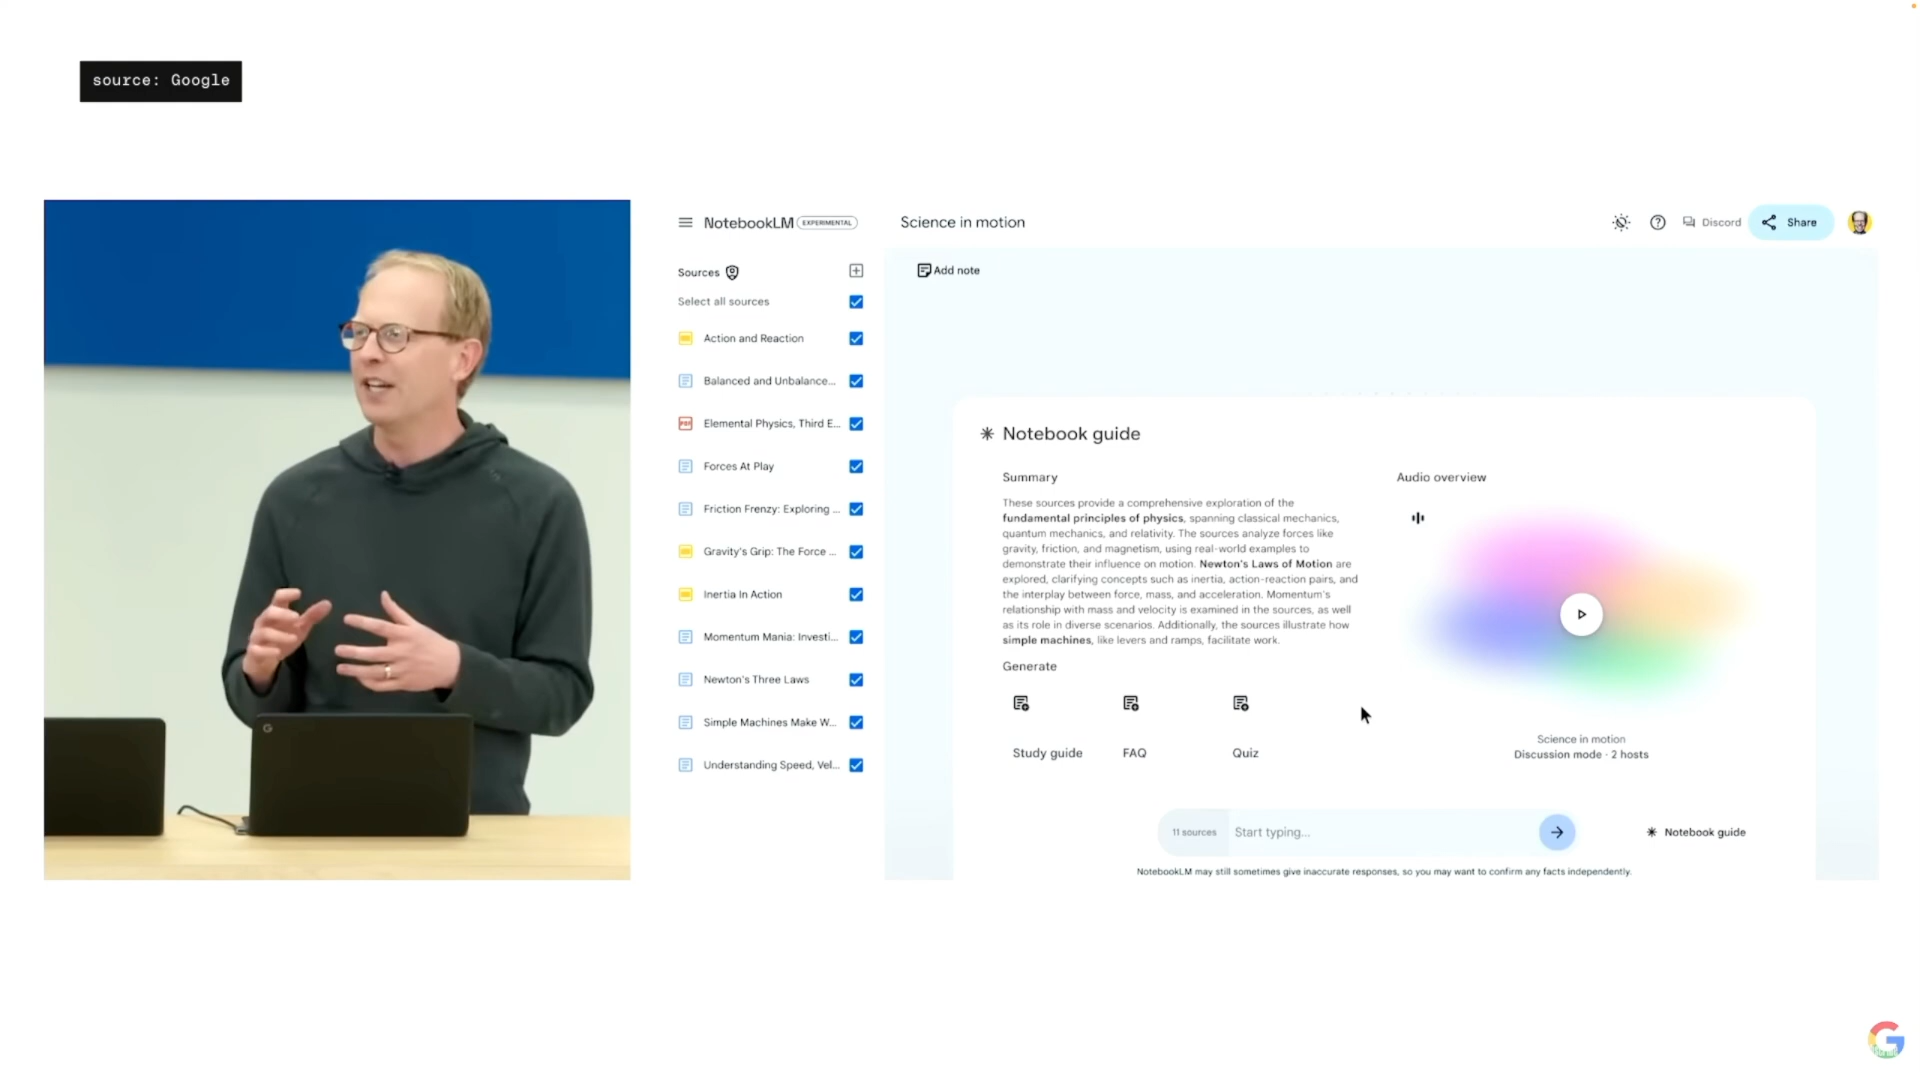 source: Google
NotebookLM EXPERIMENTAL
Science in motion
Discord
Share
Sources
Select all sources
Action and Reaction
Balanced and Unbalance...
PDF
Elemental Physics, Third E...
Forces At Play
Friction Frenzy: Exploring ...
Gravity's Grip: The Force ...
Inertia In Action
Momentum Mania: Investi...
Newton's Three Laws
Simple Machines Make W...
Understanding Speed, Vel...
Add note
Notebook guide
Summary
These sources provide a comprehensive exploration of the
fundamental principles of physics, spanning classical mechanics,
quantum mechanics, and relativity. The sources analyze forces like
gravity, friction, and magnetism, using real-world examples to
demonstrate their influence on motion. Newton's Laws of Motion are
explored, clarifying concepts such as inertia, action-reaction pairs, and
the interplay between force, mass, and acceleration. Momentum's
relationship with mass and velocity is examined in the sources, as well
as its role in diverse scenarios. Additionally, the sources illustrate how
simple machines, like levers and ramps, facilitate work.
Generate
Study guide
FAQ
Quiz
Audio overview
Science in motion
Discussion mode · 2 hosts
11 sources
Start typing...
Notebook guide
NotebookLM may still sometimes give inaccurate responses, so you may want to confirm any facts independently.